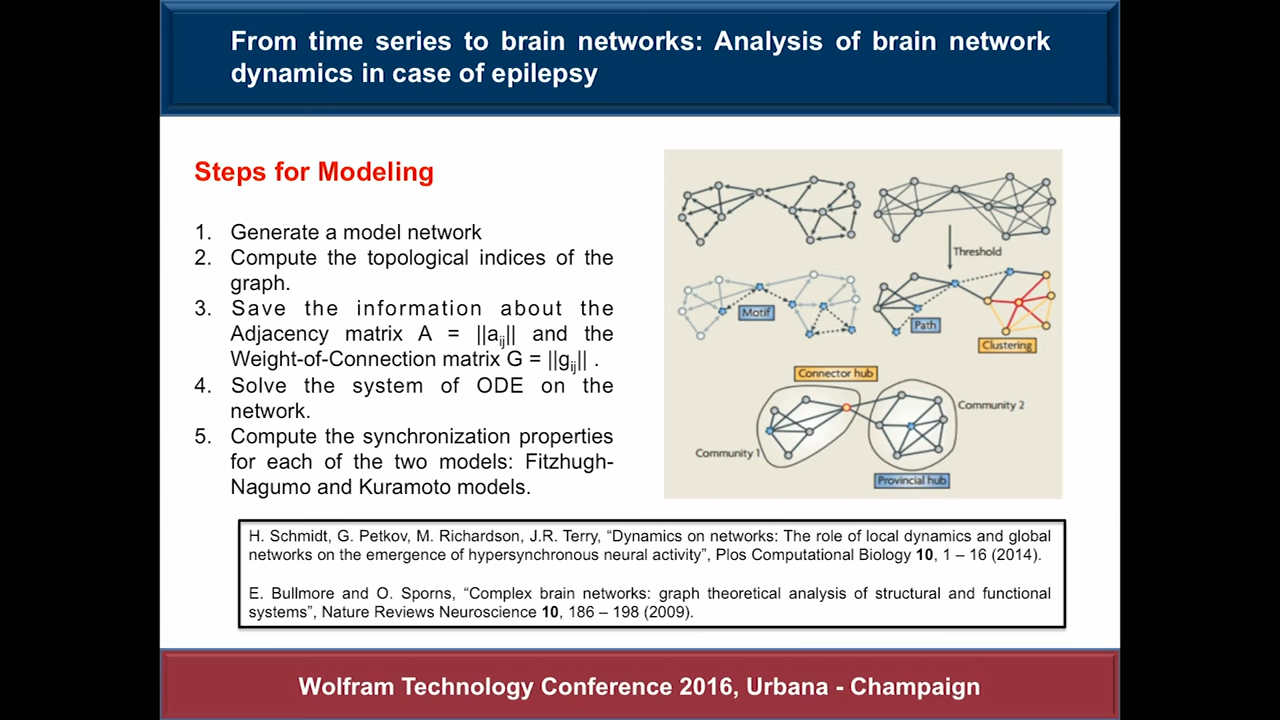 From time series to brain networks: Analysis of brain network
dynamics in case of epilepsy
Steps for Modeling
1. Generate a model network
2. Compute the topological indices of the
graph.
3. Save the information about the
Adjacency matrix A = ||aij|| and the
Weight-of-Connection matrix G = ||gij|| .
4. Solve the system of ODE on the
network.
5. Compute the synchronization properties
for each of the two models: Fitzhugh-
Nagumo and Kuramoto models.
Threshold
Motif
Path
Clustering
Connector hub
Community 2
Community 1
Provincial hub
H. Schmidt, G. Petkov, M. Richardson, J.R. Terry, “Dynamics on networks: The role of local dynamics and global
networks on the emergence of hypersynchronous neural activity”, Plos Computational Biology 10, 1 – 16 (2014).
E. Bullmore and O. Sporns, “Complex brain networks: graph theoretical analysis of structural and functional
systems”, Nature Reviews Neuroscience 10, 186 – 198 (2009).
Wolfram Technology Conference 2016, Urbana - Champaign